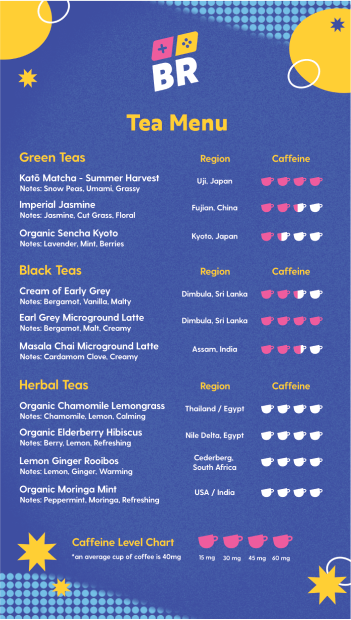 BR
Tea Menu
Green Teas Region Caffeine
Katō Matcha - Summer Harvest
Notes: Snow Peas, Umami, Grassy
Uji, Japan
Imperial Jasmine
Notes: Jasmine, Cut Grass, Floral
Fujian, China
Organic Sencha Kyoto
Notes: Lavender, Mint, Berries
Kyoto, Japan
Black Teas Region Caffeine
Cream of Early Grey
Notes: Bergamot, Vanilla, Malty
Dimbula, Sri Lanka
Earl Grey Microground Latte
Notes: Bergamot, Malt, Creamy
Dimbula, Sri Lanka
Masala Chai Microground Latte
Notes: Cardamom Clove, Creamy
Assam, India
Herbal Teas Region Caffeine
Organic Chamomile Lemongrass
Notes: Chamomile, Lemon, Calming
Thailand / Egypt
Organic Elderberry Hibiscus
Notes: Berry, Lemon, Refreshing
Nile Delta, Egypt
Lemon Ginger Rooibos
Notes: Lemon, Ginger, Warming
Cederberg,
South Africa
Organic Moringa Mint
Notes: Peppermint, Moringa, Refreshing
USA / India
Caffeine Level Chart
*an average cup of coffee is 40mg
15 mg 30 mg 45 mg 60 mg